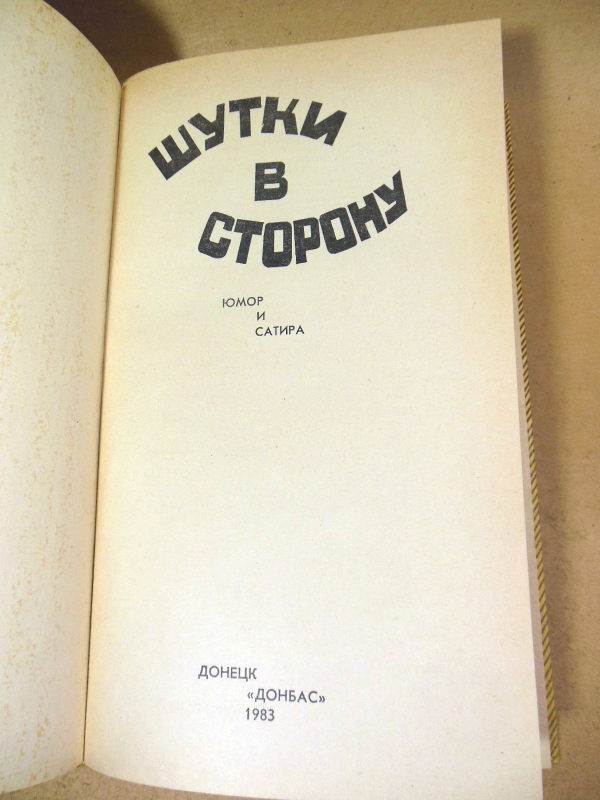 ШУТКИ
В
СТОРОНУ
ЮМОР
И
САТИРА
ДОНЕЦК
«ДОНБАС»
1983